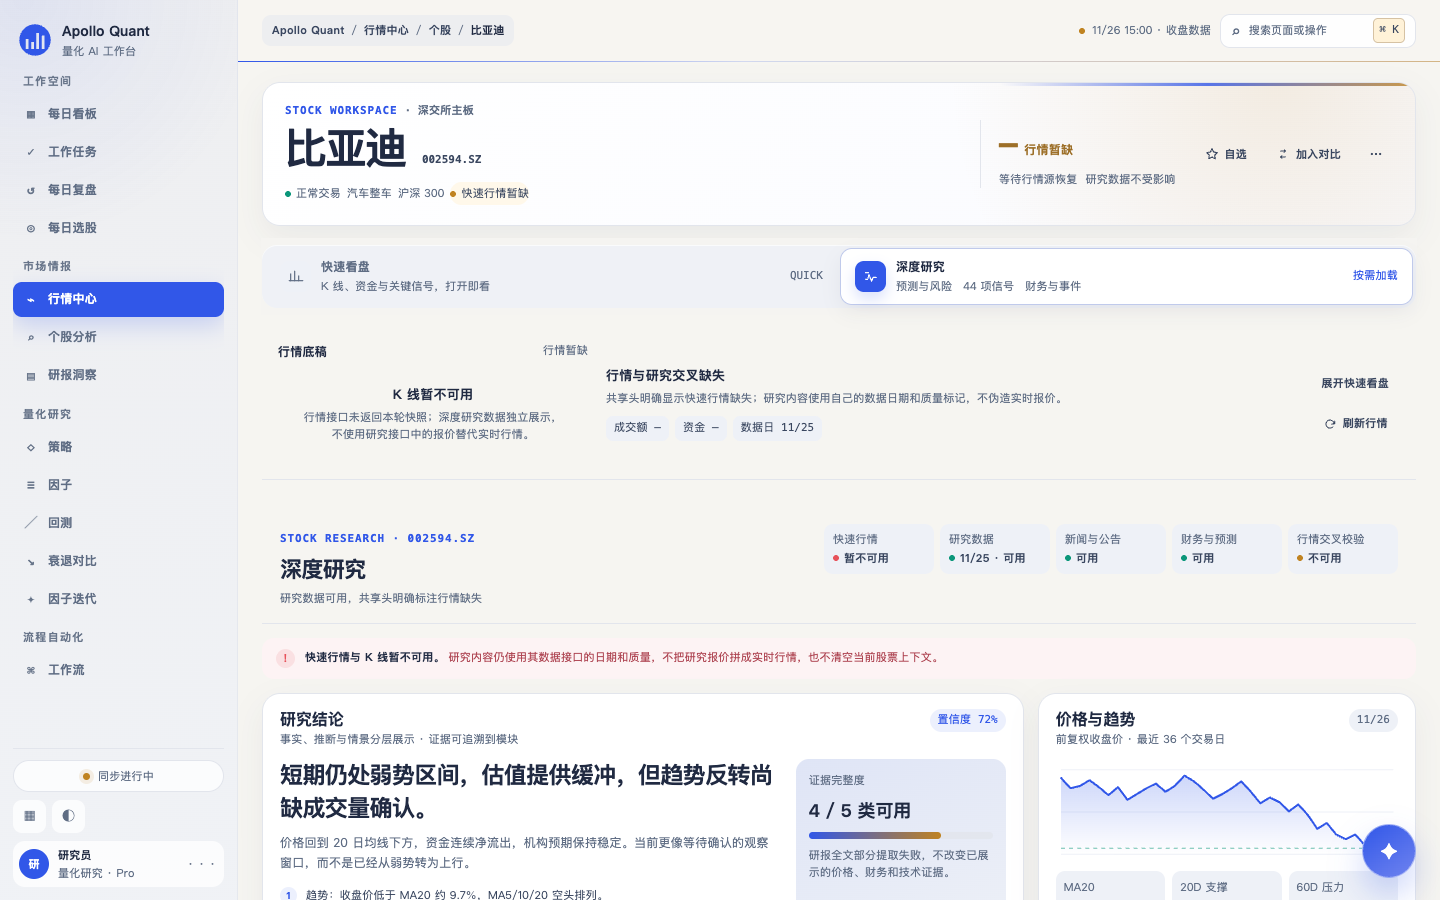 Apollo Quant
量化 AI 工作台
工作空间
每日看板
工作任务
每日复盘
每日选股
市场情报
行情中心
个股分析
研报洞察
量化研究
策略
因子
回测
衰退对比
因子迭代
流程自动化
工作流
同步进行中
研
研究员
量化研究 · Pro
Apollo Quant / 行情中心 / 个股 / 比亚迪
11/26 15:00 · 收盘数据
搜索页面或操作
⌘ K
STOCK WORKSPACE · 深交所主板
比亚迪 002594.SZ
正常交易 汽车整车 沪深 300 快速行情暂缺
— 行情暂缺
等待行情源恢复 研究数据不受影响
自选
加入对比
···
快速看盘
K 线、资金与关键信号，打开即看
QUICK
深度研究
预测与风险 44 项信号 财务与事件
按需加载
行情底稿
行情暂缺
K 线暂不可用
行情接口未返回本轮快照；深度研究数据独立展示，
不使用研究接口中的报价替代实时行情。
行情与研究交叉缺失
共享头明确显示快速行情缺失；研究内容使用自己的数据日期和质量标记，不伪造实时报价。
成交额 — 资金 — 数据日 11/25
展开快速看盘
刷新行情
STOCK RESEARCH · 002594.SZ
深度研究
研究数据可用，共享头明确标注行情缺失
快速行情
暂不可用
研究数据
11/25 · 可用
新闻与公告
可用
财务与预测
可用
行情交叉校验
不可用
! 快速行情与 K 线暂不可用。 研究内容仍使用其数据接口的日期和质量，不把研究报价拼成实时行情，也不清空当前股票上下文。
研究结论
事实、推断与情景分层展示 · 证据可追溯到模块
置信度 72%
短期仍处弱势区间，估值提供缓冲，但趋势反转尚
缺成交量确认。
价格回到 20 日均线下方，资金连续净流出，机构预期保持稳定。当前更像等待确认的观察
窗口，而不是已经从弱势转为上行。
1 趋势：收盘价低于 MA20 约 9.7%，MA5/10/20 空头排列。
证据完整度
4 / 5 类可用
研报全文部分提取失败，不改变已展
示的价格、财务和技术证据。
价格与趋势
前复权收盘价 · 最近 36 个交易日
11/26
MA20
20D 支撑
60D 压力